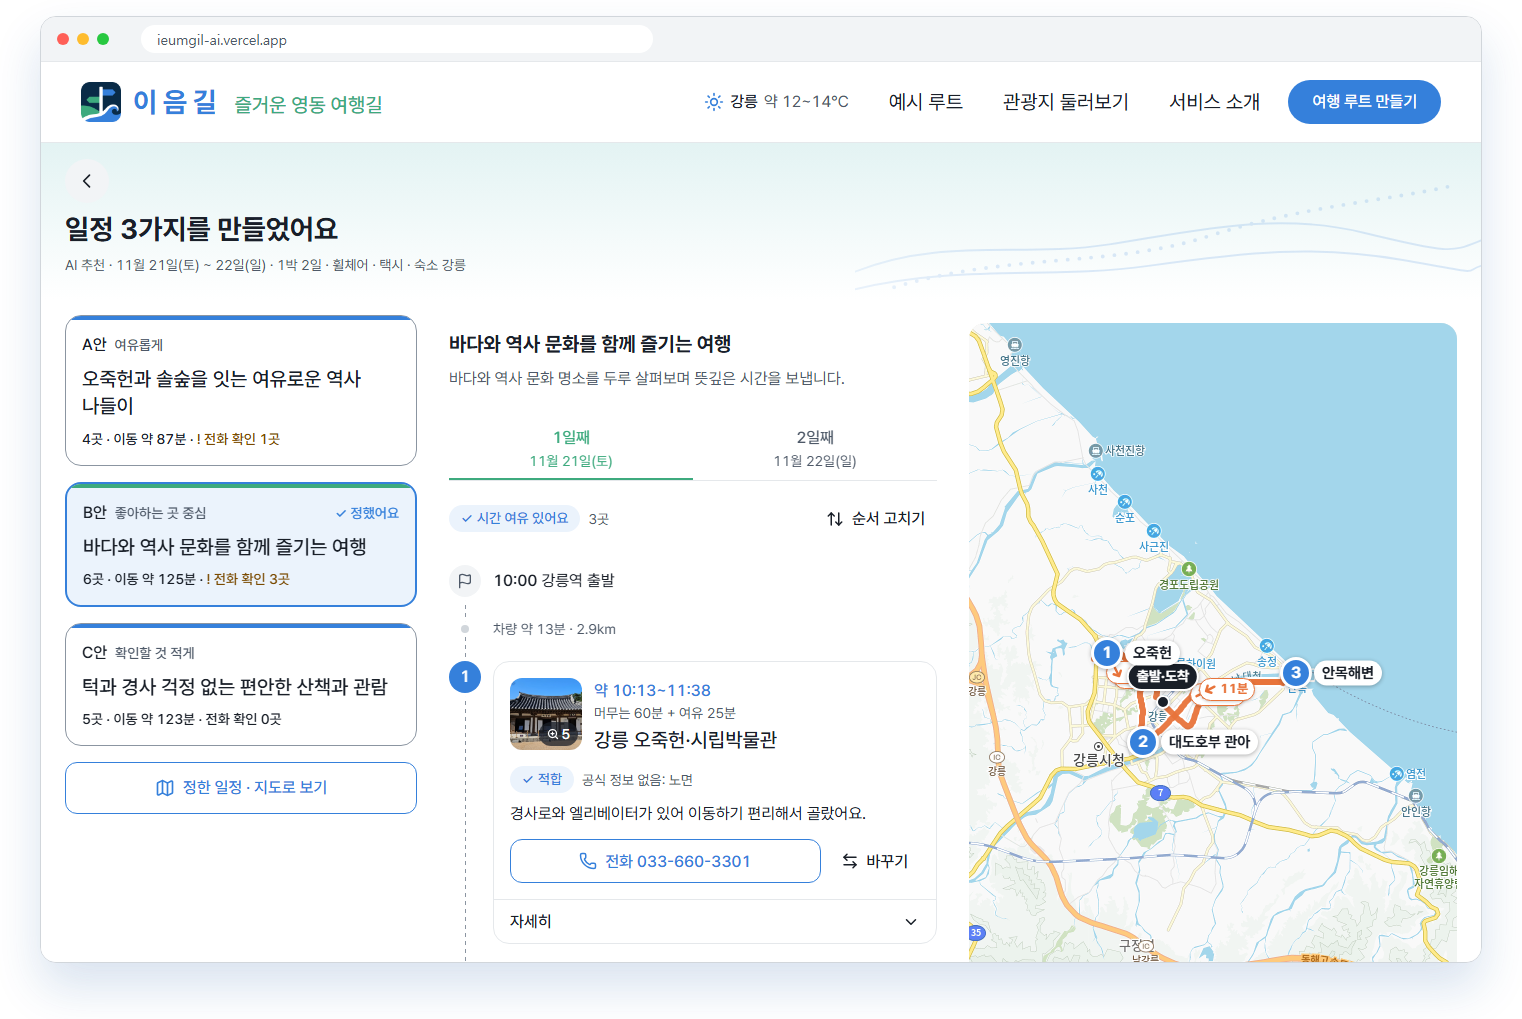 ieumgil-ai.vercel.app
이음길 즐거운 영동 여행길
강릉 약 12~14°C
예시 루트
관광지 둘러보기
서비스 소개
여행 루트 만들기
일정 3가지를 만들었어요
AI 추천 · 11월 21일(토) ~ 22일(일) · 1박 2일 · 휠체어 · 택시 · 숙소 강릉
A안 여유롭게
오죽헌과 솔숲을 잇는 여유로운 역사
나들이
4곳 · 이동 약 87분 · ! 전화 확인 1곳
B안 좋아하는 곳 중심
정했어요
바다와 역사 문화를 함께 즐기는 여행
6곳 · 이동 약 125분 · ! 전화 확인 3곳
C안 확인할 것 적게
턱과 경사 걱정 없는 편안한 산책과 관람
5곳 · 이동 약 123분 · 전화 확인 0곳
정한 일정 · 지도로 보기
바다와 역사 문화를 함께 즐기는 여행
바다와 역사 문화 명소를 두루 살펴보며 뜻깊은 시간을 보냅니다.
1일째
11월 21일(토)
2일째
11월 22일(일)
시간 여유 있어요
3곳
순서 고치기
10:00 강릉역 출발
차량 약 13분 · 2.9km
1
약 10:13~11:38
머무는 60분 + 여유 25분
강릉 오죽헌·시립박물관
5
적합
공식 정보 없음: 노면
경사로와 엘리베이터가 있어 이동하기 편리해서 골랐어요.
전화 033-660-3301
바꾸기
자세히
영진항
사천진항
사천
순포
사근진
경포도립공원
1 오죽헌
송정
출발·도착
11분
3 안목해변
JC
강릉
강릉
2 대도호부 관아
강릉시청
IC
강릉
염전
7
안인항
강릉임해
자연휴양림
35
IC
남강릉
동해고속도